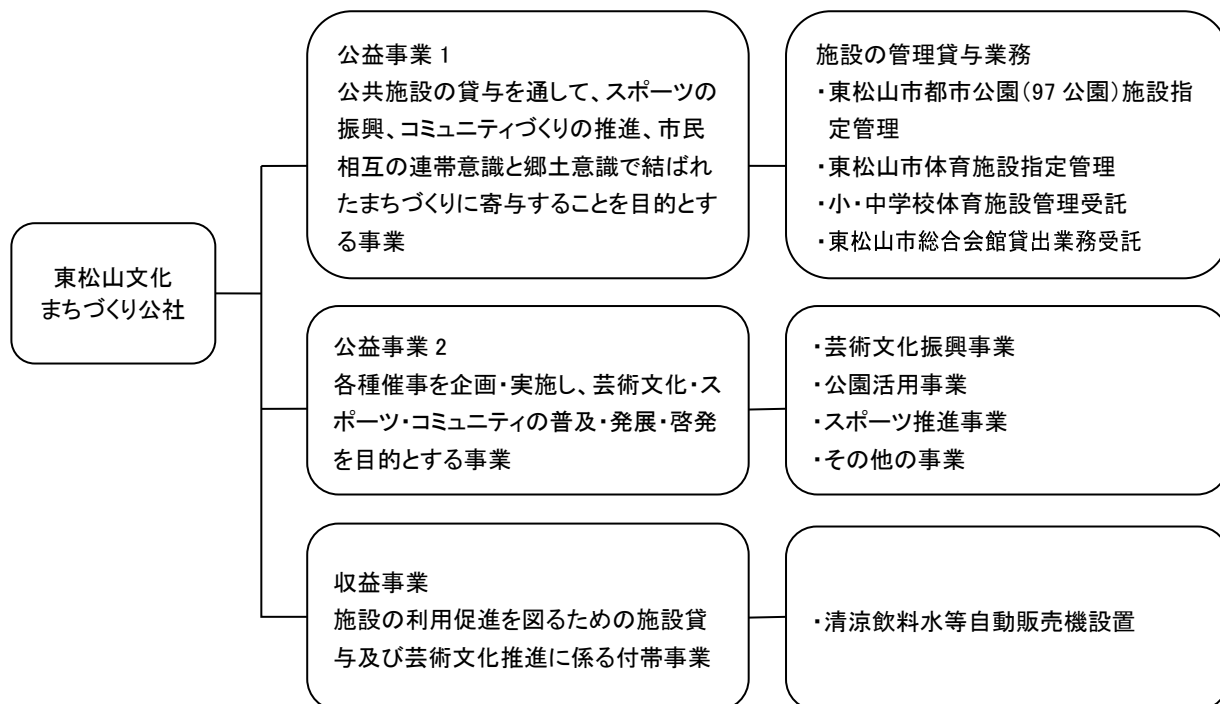 東松山文化
まちづくり公社
公益事業 1
公共施設の貸与を通して、スポーツの
振興、コミュニティづくりの推進、市民
相互の連帯意識と郷土意識で結ばれ
たまちづくりに寄与することを目的とす
る事業
施設の管理貸与業務
・東松山市都市公園(97 公園)施設指
定管理
・東松山市体育施設指定管理
・小・中学校体育施設管理受託
・東松山市総合会館貸出業務受託
公益事業 2
各種催事を企画・実施し、芸術文化・ス
ポーツ・コミュニティの普及・発展・啓発
を目的とする事業
・芸術文化振興事業
・公園活用事業
・スポーツ推進事業
・その他の事業
収益事業
施設の利用促進を図るための施設貸
与及び芸術文化推進に係る付帯事業
・清涼飲料水等自動販売機設置